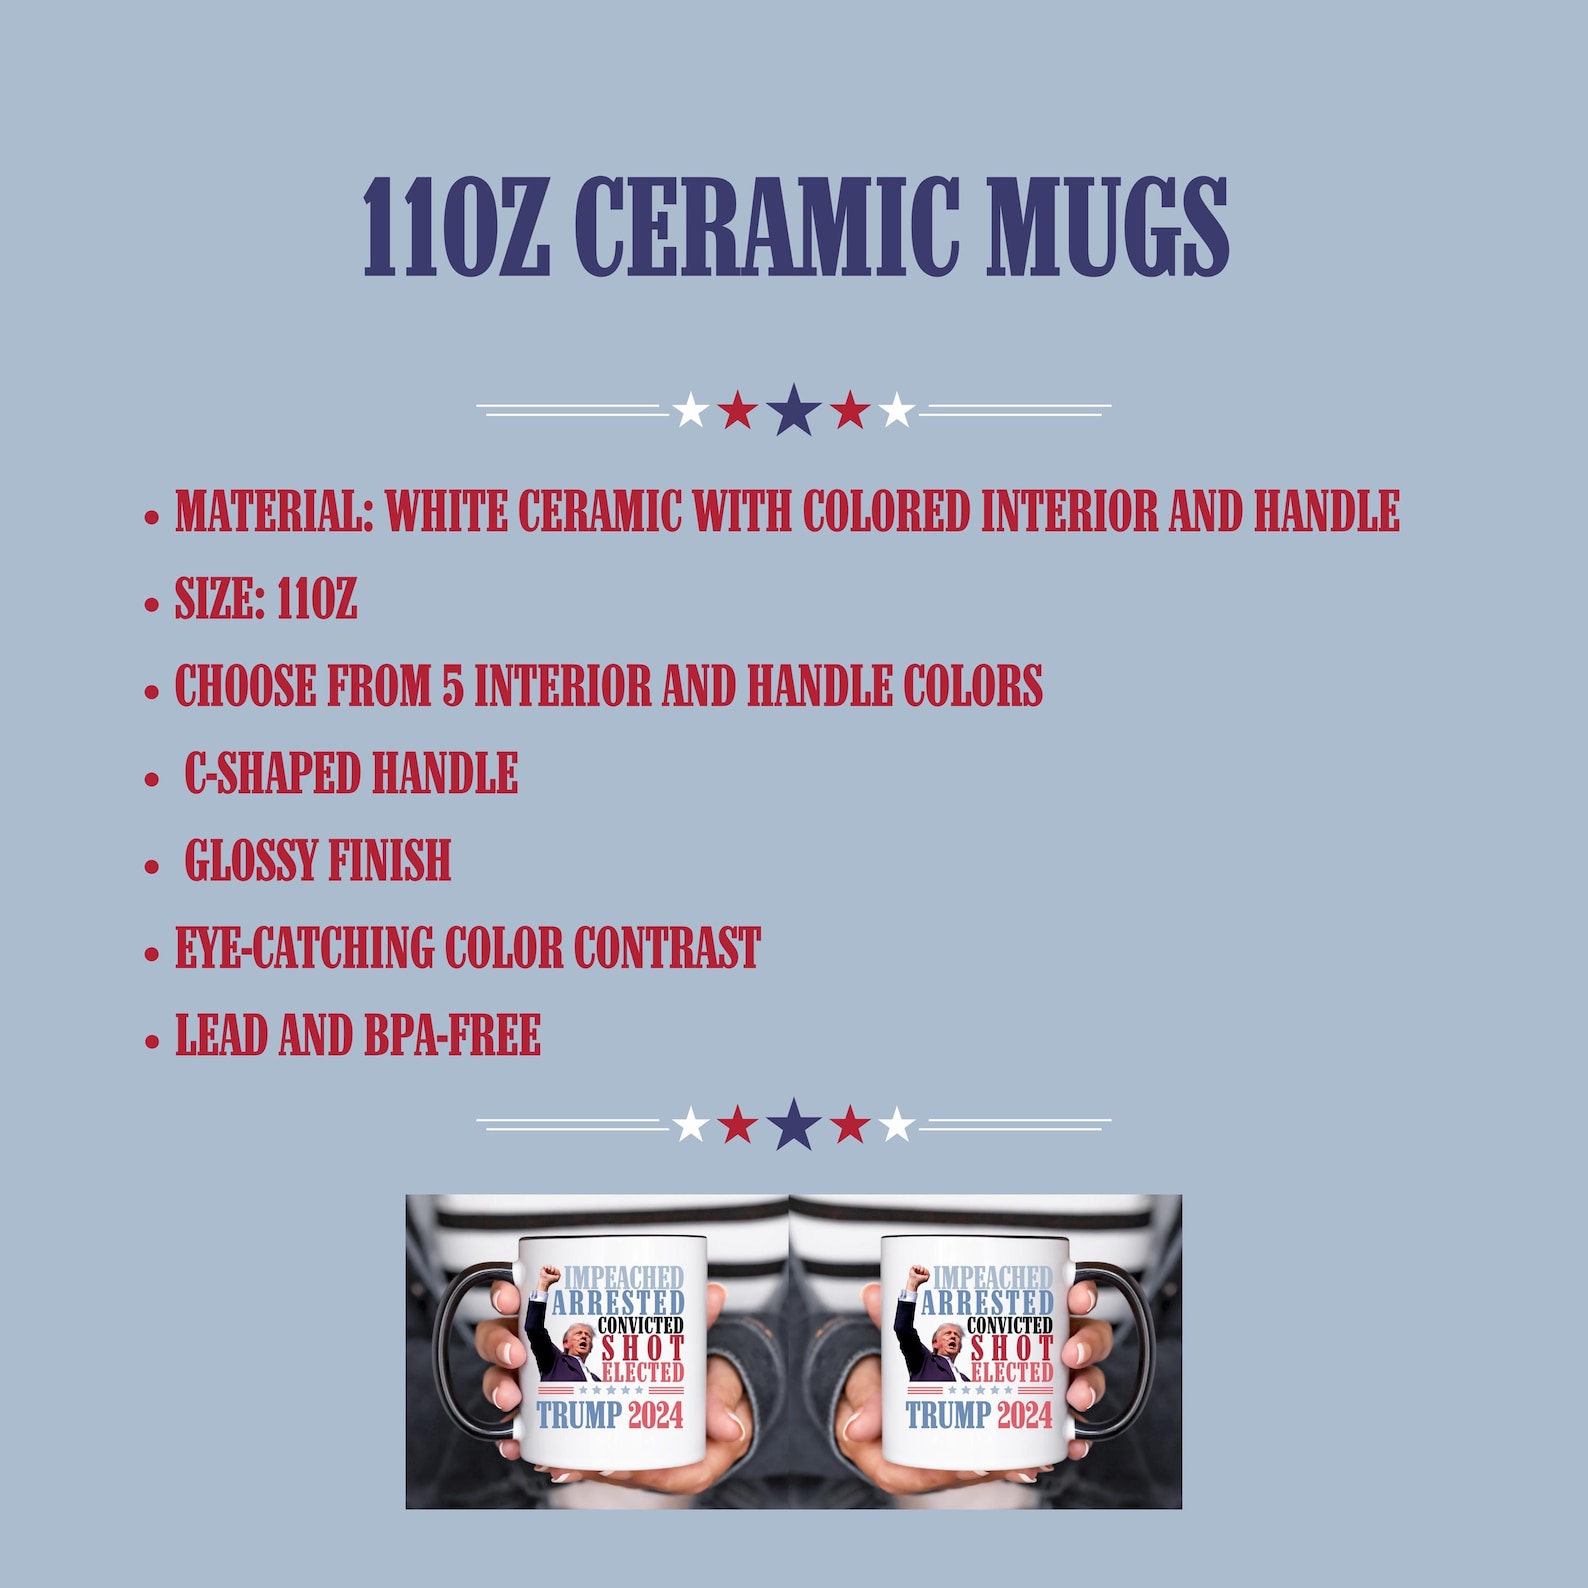 11OZ CERAMIC MUGS
• MATERIAL: WHITE CERAMIC WITH COLORED INTERIOR AND HANDLE
• SIZE: 11OZ
• CHOOSE FROM 5 INTERIOR AND HANDLE COLORS
• C-SHAPED HANDLE
• GLOSSY FINISH
• EYE-CATCHING COLOR CONTRAST
• LEAD AND BPA-FREE
IMPEACHED
ARRESTED
CONVICTED
SHOT
ELECTED
TRUMP 2024
IMPEACHED
ARRESTED
CONVICTED
SHOT
ELECTED
TRUMP 2024